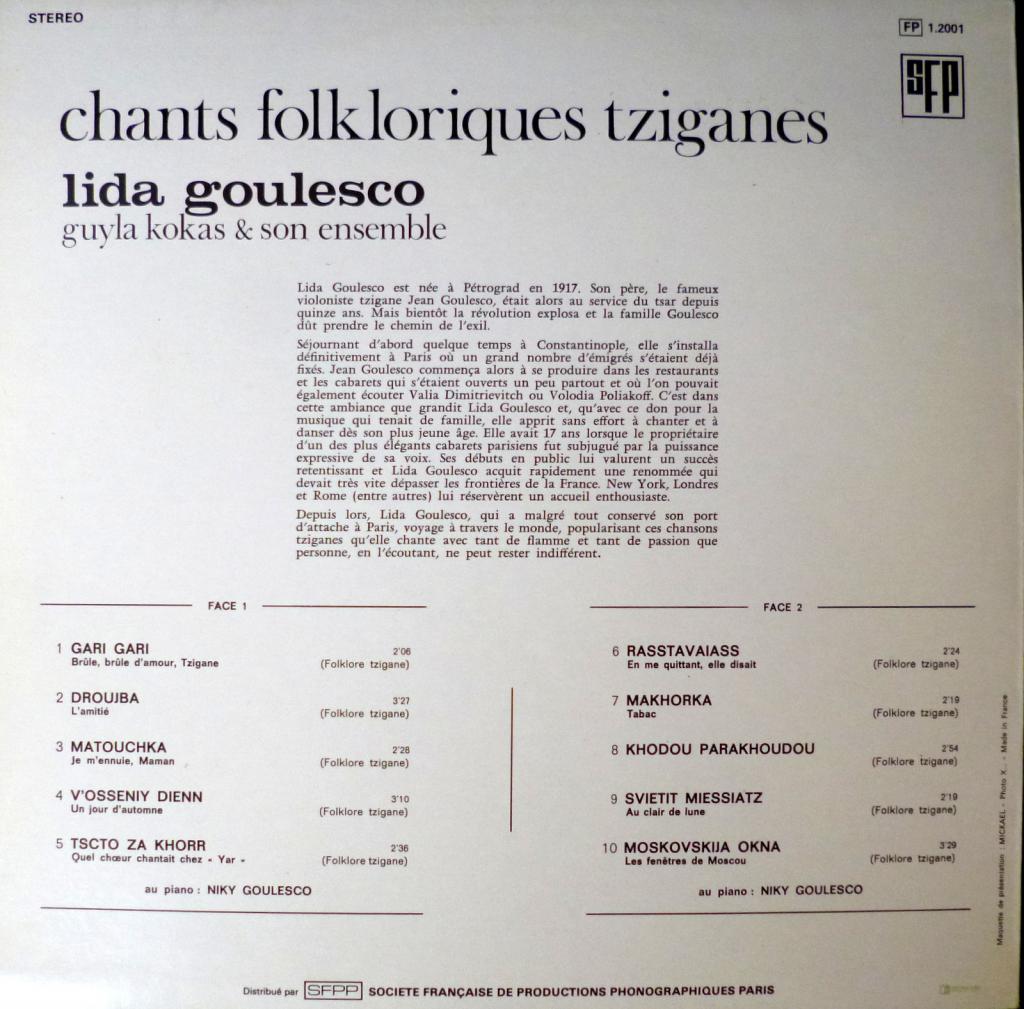 STEREO
FP 1.2001
SFP
chants folkloriques tziganes
lida goulesco
guyla kokas & son ensemble
Lida Goulesco est née à Pétrograd en 1917. Son père, le fameux
violoniste tzigane Jean Goulesco, était alors au service du tsar depuis
quinze ans. Mais bientôt la révolution explosa et la famille Goulesco
dût prendre le chemin de l'exil.
Séjournant d'abord quelque temps à Constantinople, elle s'installa
définitivement à Paris où un grand nombre d'émigrés s'étaient déjà
fixés. Jean Goulesco commença alors à se produire dans les restaurants
et les cabarets qui s'étaient ouverts un peu partout et où l'on pouvait
également écouter Valia Dimitrievitch ou Volodia Poliakoff. C'est dans
cette ambiance que grandit Lida Goulesco et, qu'avec ce don pour la
musique qui tenait de famille, elle apprit sans effort à chanter et à
danser dès son plus jeune âge. Elle avait 17 ans lorsque le propriétaire
d'un des plus élégants cabarets parisiens fut subjugué par la puissance
expressive de sa voix. Ses débuts en public lui valurent un succès
retentissant et Lida Goulesco acquit rapidement une renommée qui
devait très vite dépasser les frontières de la France. New York, Londres
et Rome (entre autres) lui réservèrent un accueil enthousiaste.
Depuis lors, Lida Goulesco, qui a malgré tout conservé son port
d'attache à Paris, voyage à travers le monde, popularisant ces chansons
tziganes qu'elle chante avec tant de flamme et tant de passion que
personne, en l'écoutant, ne peut rester indifférent.
FACE 1
1 GARI GARI 2'06
Brûle, brûle d'amour, Tzigane (Folklore tzigane)
2 DROUJBA 3'27
L'amitié (Folklore tzigane)
3 MATOUCHKA 2'28
Je m'ennuie, Maman (Folklore tzigane)
4 V'OSSENIY DIENN 3'10
Un jour d'automne (Folklore tzigane)
5 TSCTO ZA KHORR 2'36
Quel chœur chantait chez « Yar » (Folklore tzigane)
au piano : NIKY GOULESCO
FACE 2
6 RASSTAVAIASS 2'24
En me quittant, elle disait (Folklore tzigane)
7 MAKHORKA 2'19
Tabac (Folklore tzigane)
8 KHODOU PARAKHOUDOU 2'54
(Folklore tzigane)
9 SVIETIT MIESSIATZ 2'19
Au clair de lune (Folklore tzigane)
10 MOSKOVSKIJA OKNA 3'29
Les fenêtres de Moscou (Folklore tzigane)
au piano : NIKY GOULESCO
Maquette de présentation : MICKAEL - Photo X... - Made in France
Distribué par SFPP SOCIETE FRANÇAISE DE PRODUCTIONS PHONOGRAPHIQUES PARIS